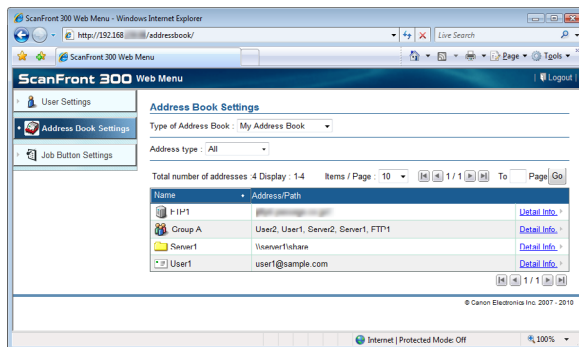 ScanFront 300 Web Menu - Windows Internet Explorer
http://192.168 /addressbook/
Live Search
ScanFront 300 Web Menu
Page Tools
ScanFront 300 Web Menu
Logout
User Settings
Address Book Settings
Job Button Settings
Address Book Settings
Type of Address Book : My Address Book
Address type : All
Total number of addresses :4 Display : 1-4 Items / Page : 10 1 / 1 To Page Go
Name Address/Path
FTP1 Detail Info.
Group A User2, User1, Server2, Server1, FTP1 Detail Info.
Server1 \\server1\share Detail Info.
User1 user1@sample.com Detail Info.
1 / 1
© Canon Electronics Inc. 2007 - 2010
Internet | Protected Mode: Off 100%